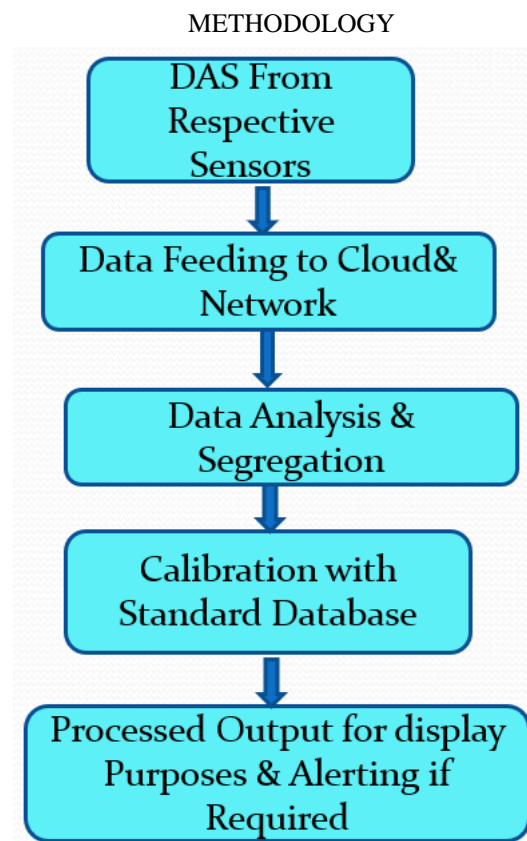 METHODOLOGY
DAS From
Respective
Sensors
Data Feeding to Cloud&
Network
Data Analysis &
Segregation
Calibration with
Standard Database
Processed Output for display
Purposes & Alerting if
Required